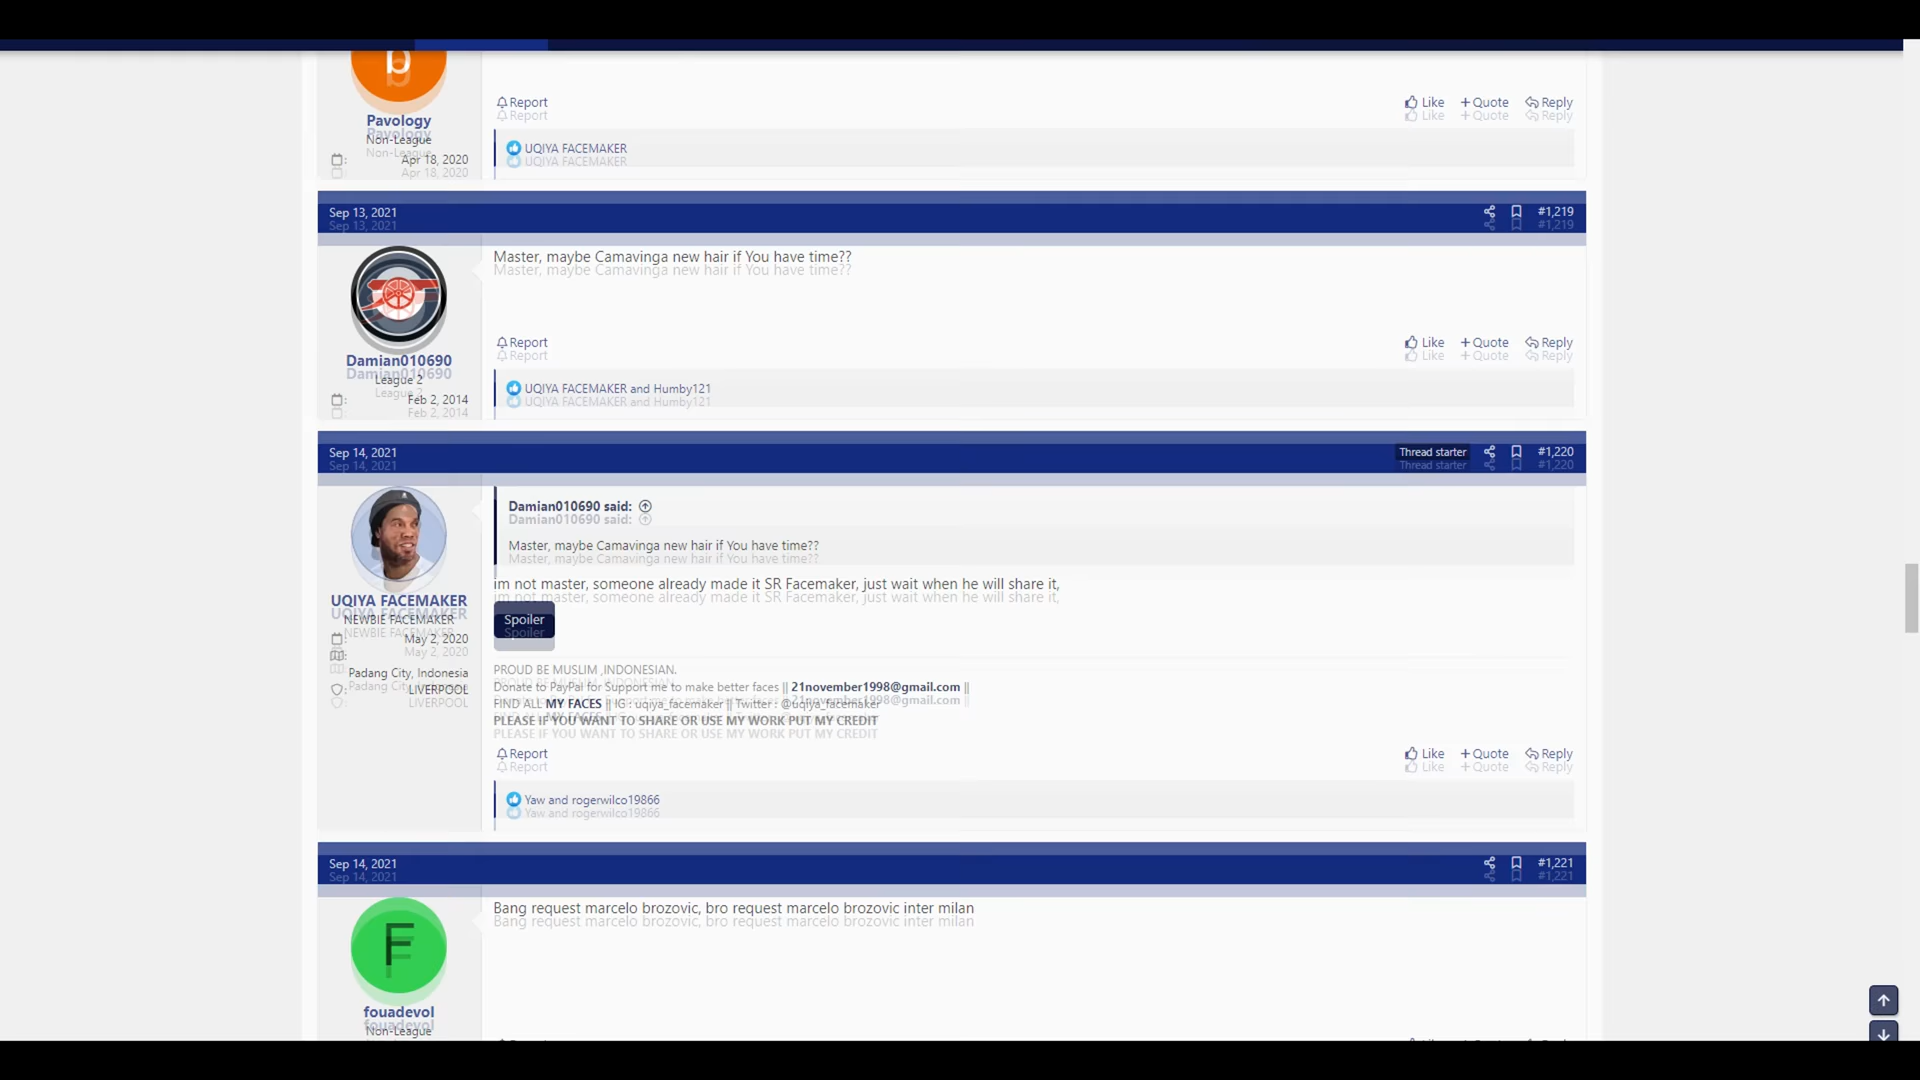 Pavology
Non-League
Apr 18, 2020
Report
Like
Quote
Reply
UQIYA FACEMAKER
Sep 13, 2021
#1,219
Damian010690
League 2
Feb 2, 2014
Master, maybe Camavinga new hair if You have time??
Report
Like
Quote
Reply
UQIYA FACEMAKER and Humby121
Sep 14, 2021
Thread starter
#1,220
UQIYA FACEMAKER
NEWBIE FACEMAKER
May 2, 2020
Padang City, Indonesia
LIVERPOOL
Damian010690 said:
Master, maybe Camavinga new hair if You have time??
im not master, someone already made it SR Facemaker, just wait when he will share it,
Spoiler
PROUD BE MUSLIM ,INDONESIAN.
Donate to PayPal for Support me to make better faces || 21november1998@gmail.com ||
FIND ALL MY FACES || IG : uqiya_facemaker || Twitter : @uqiya_facemaker
PLEASE IF YOU WANT TO SHARE OR USE MY WORK PUT MY CREDIT
Report
Like
Quote
Reply
Yaw and rogerwilco19866
Sep 14, 2021
#1,221
F
fouadevol
Non-League
Bang request marcelo brozovic, bro request marcelo brozovic inter milan